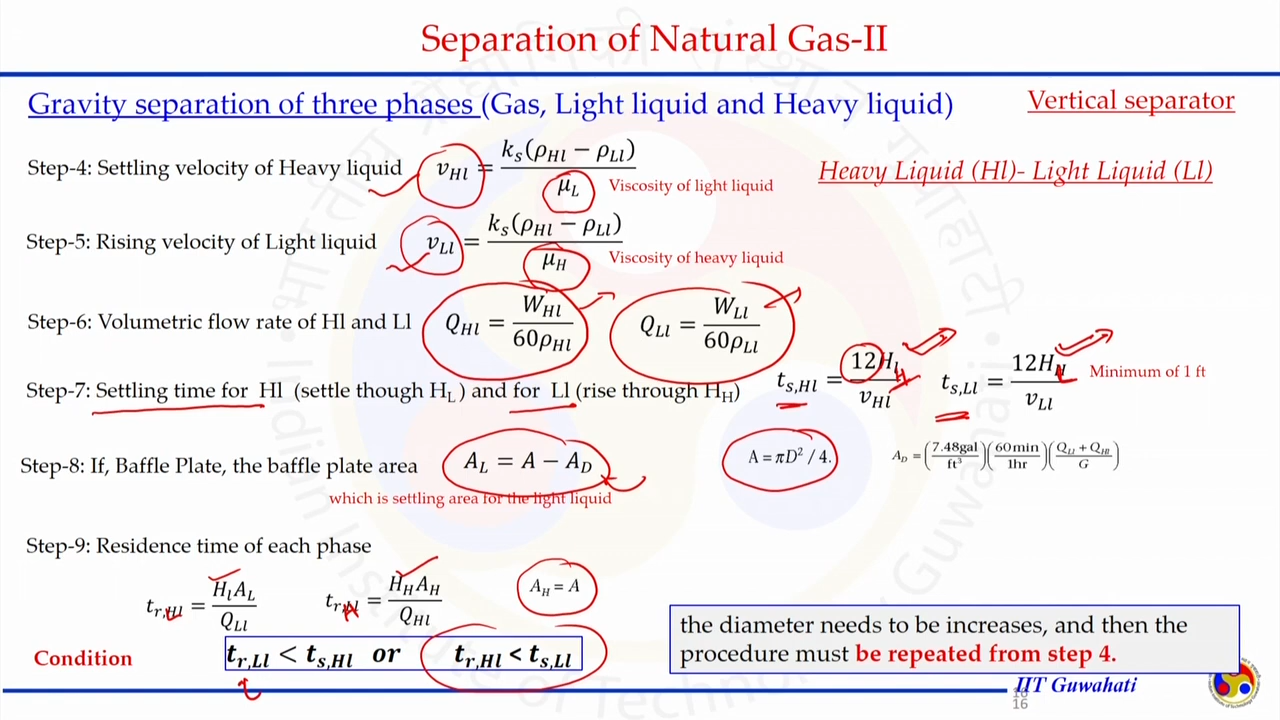 Separation of Natural Gas-II
Gravity separation of three phases (Gas, Light liquid and Heavy liquid)
Vertical separator
Step-4: Settling velocity of Heavy liquid v_Hl = k_s(ρ_Hl − ρ_Ll) / μ_L Viscosity of light liquid
Heavy Liquid (Hl)- Light Liquid (Ll)
Step-5: Rising velocity of Light liquid v_Ll = k_s(ρ_Hl − ρ_Ll) / μ_H Viscosity of heavy liquid
Step-6: Volumetric flow rate of Hl and Ll Q_Hl = W_Hl / 60ρ_Hl Q_Ll = W_Ll / 60ρ_Ll
Step-7: Settling time for Hl (settle though H_L) and for Ll (rise through H_H) t_s,Hl = 12H_L / v_Hl t_s,Ll = 12H_H / v_Ll Minimum of 1 ft
H L
Step-8: If, Baffle Plate, the baffle plate area A_L = A − A_D A = πD² / 4. A_D = (7.48gal / ft³)(60min / 1hr)(Q_Ll + Q_Hl / G)
which is settling area for the light liquid
Step-9: Residence time of each phase
t_r, = H_lA_L / Q_Ll t_r, = H_HA_H / Q_Hl A_H = A
Condition t_r,Ll < t_s,Hl or t_r,Hl < t_s,Ll
the diameter needs to be increases, and then the
procedure must be repeated from step 4.
IIT Guwahati
16